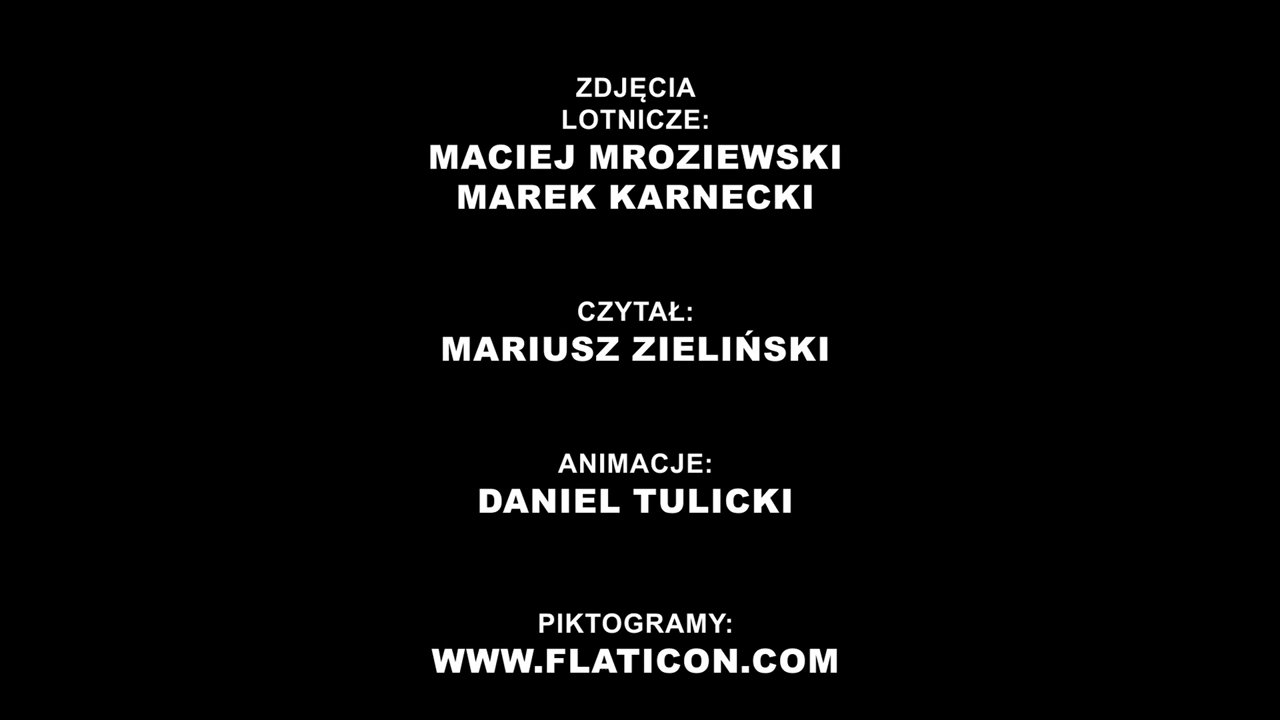 ZDJĘCIA
LOTNICZE:
MACIEJ MROZIEWSKI
MAREK KARNECKI
CZYTAŁ:
MARIUSZ ZIELIŃSKI
ANIMACJE:
DANIEL TULICKI
PIKTOGRAMY:
WWW.FLATICON.COM